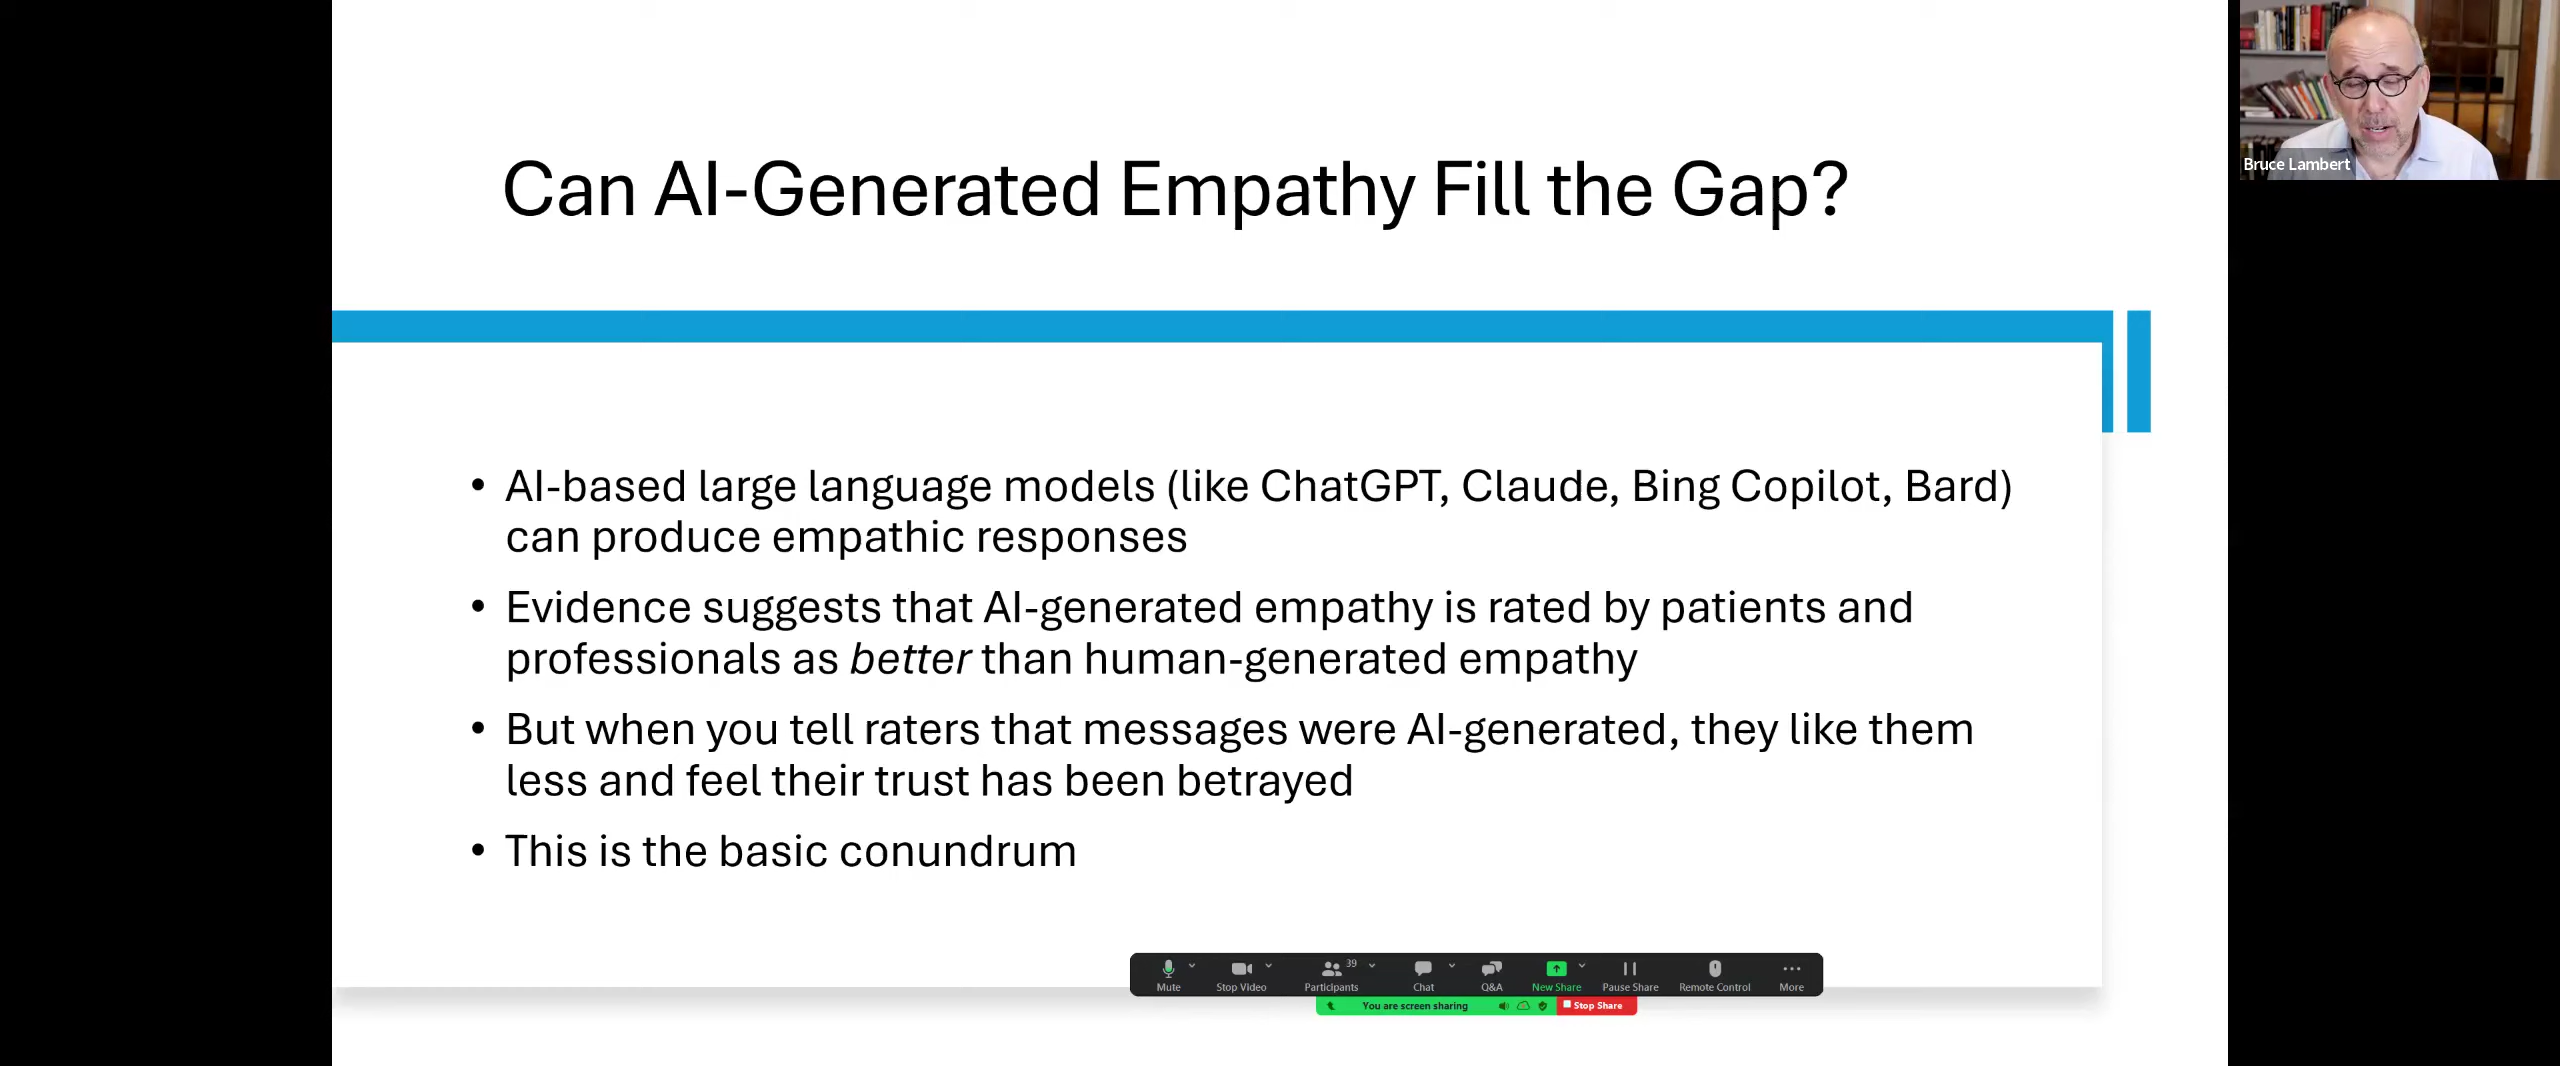 Can AI-Generated Empathy Fill the Gap?
Bruce Lambert
• AI-based large language models (like ChatGPT, Claude, Bing Copilot, Bard)
can produce empathic responses
• Evidence suggests that AI-generated empathy is rated by patients and
professionals as better than human-generated empathy
• But when you tell raters that messages were AI-generated, they like them
less and feel their trust has been betrayed
• This is the basic conundrum
39
Mute Stop Video Participants Chat Q&A New Share Pause Share Remote Control More
You are screen sharing Stop Share